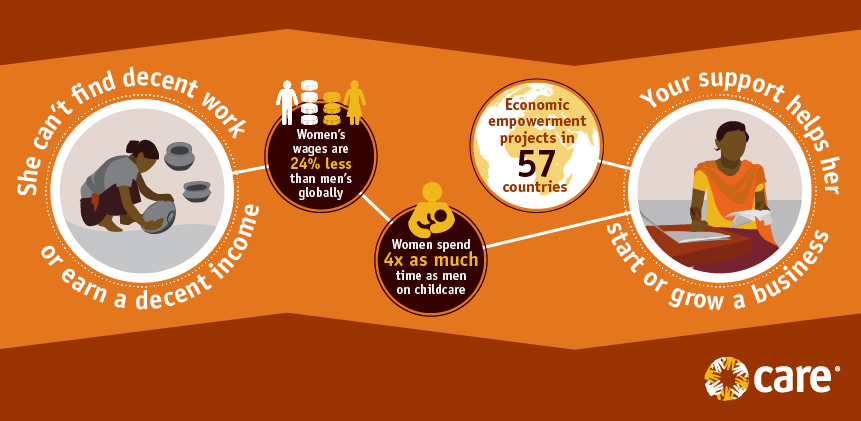 She can't find decent work
or earn a decent income
Women's
wages are
24% less
than men's
globally
Women spend
4x as much
time as men
on childcare
Economic
empowerment
projects in
57
countries
Your support helps her
start or grow a business
care®